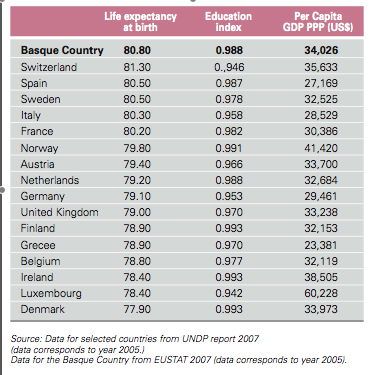 Life expectancy at birth Education index Per Capita GDP PPP (US$)
Basque Country 80.80 0.988 34,026
Switzerland 81.30 0.,946 35,633
Spain 80.50 0.987 27,169
Sweden 80.50 0.978 32,525
Italy 80.30 0.958 28,529
France 80.20 0.982 30,386
Norway 79.80 0.991 41,420
Austria 79.40 0.966 33,700
Netherlands 79.20 0.988 32,684
Germany 79.10 0.953 29,461
United Kingdom 79.00 0.970 33,238
Finland 78.90 0.993 32,153
Grecee 78.90 0.970 23,381
Belgium 78.80 0.977 32,119
Ireland 78.40 0.993 38,505
Luxembourg 78.40 0.942 60,228
Denmark 77.90 0.993 33,973
Source: Data for selected countries from UNDP report 2007
(data corresponds to year 2005.)
Data for the Basque Country from EUSTAT 2007 (data corresponds to year 2005).